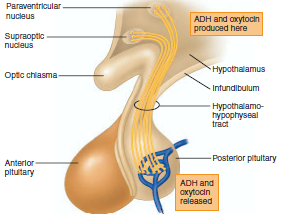 Paraventricular
nucleus
ADH and oxytocin
produced here
Supraoptic
nucleus
Optic chiasma
Hypothalamus
Infundibulum
Hypothalamo-
hypophyseal
tract
Anterior
pituitary
Posterior pituitary
ADH and
oxytocin
released